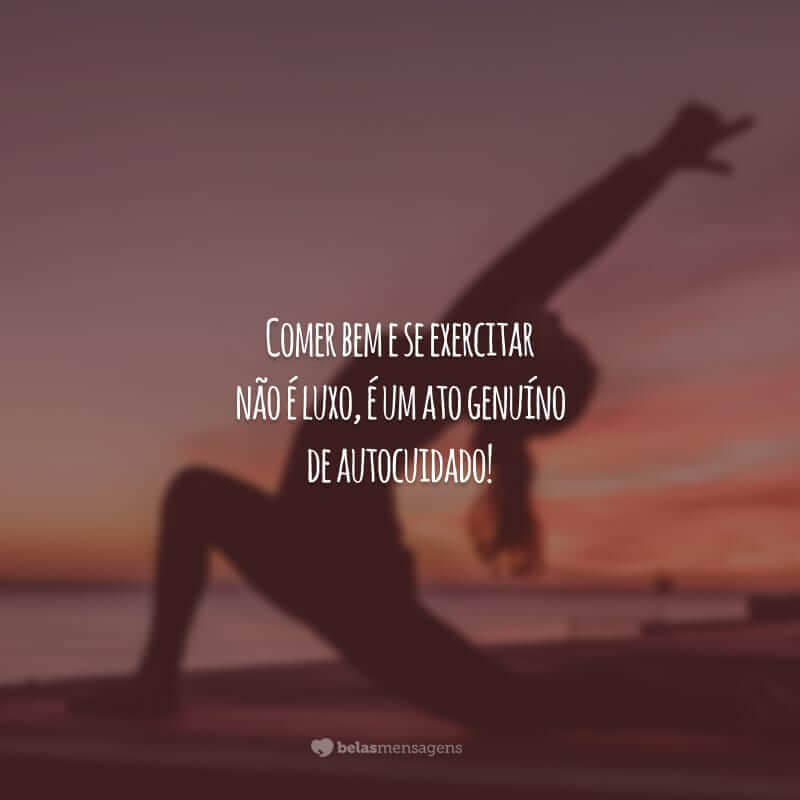 Comer bem e se exercitar
não é luxo, é um ato genuíno
de autocuidado!
belasmensagens